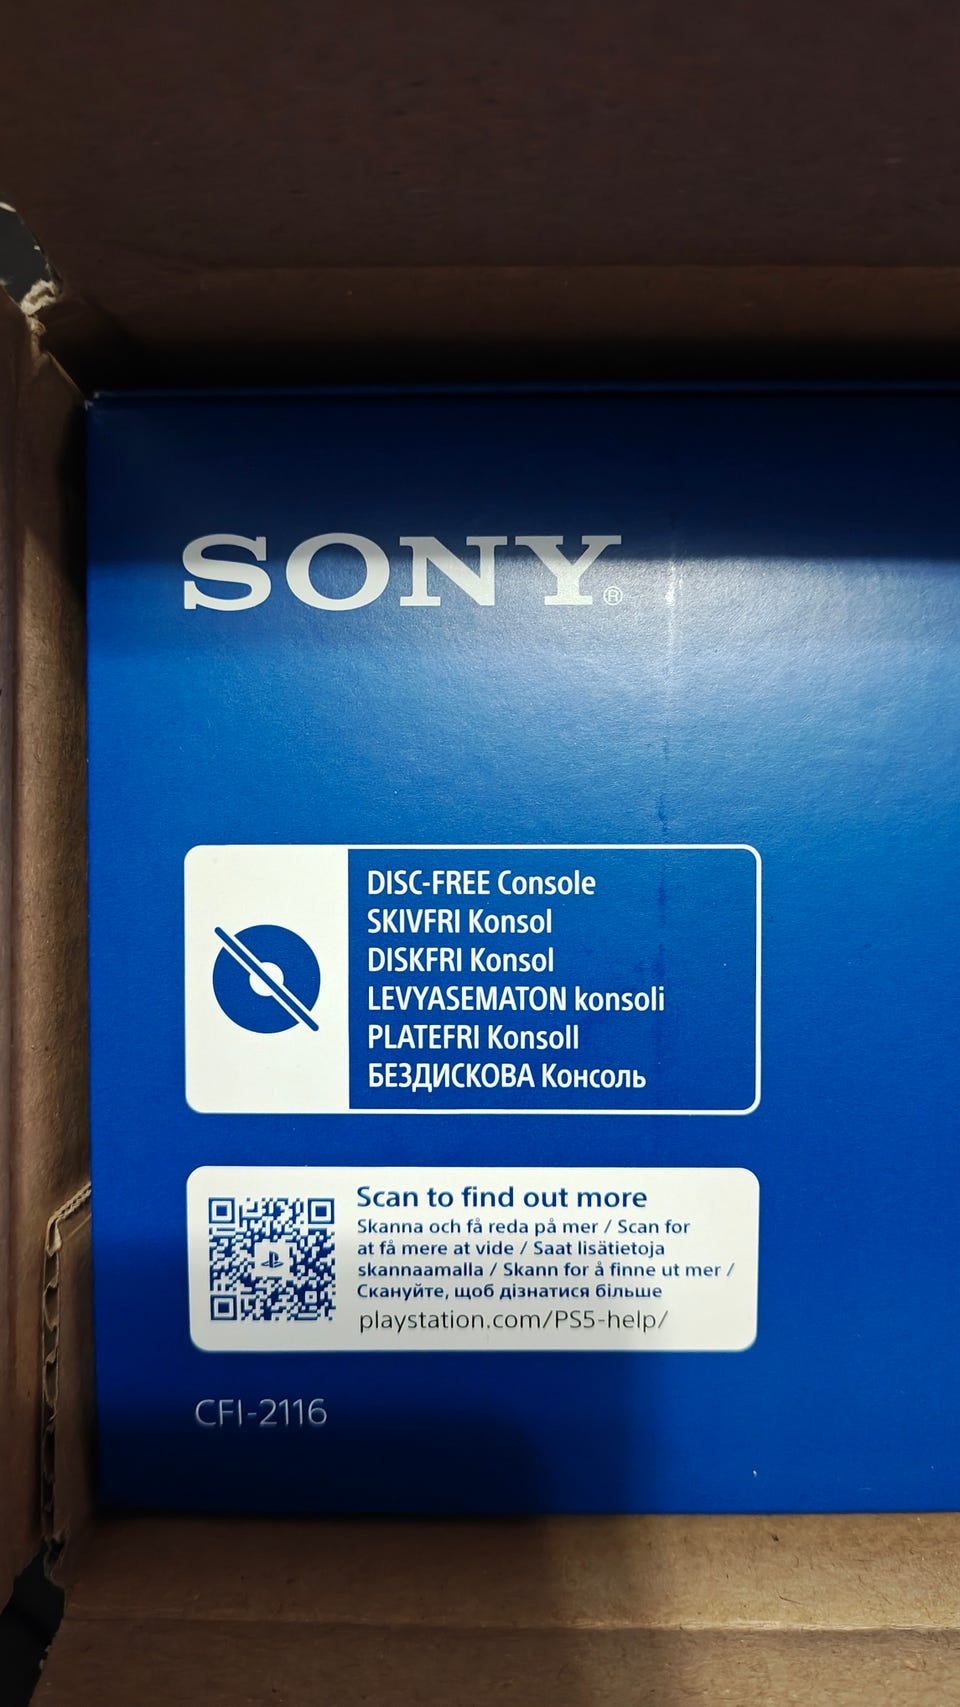 SONY®
DISC-FREE Console
SKIVFRI Konsol
DISKFRI Konsol
LEVYASEMATON konsoli
PLATEFRI Konsoll
БЕЗДИСКОВА Консоль
Scan to find out more
Skanna och få reda på mer / Scan for
at få mere at vide / Saat lisätietoja
skannaamalla / Skann for å finne ut mer /
Скануйте, щоб дізнатися більше
playstation.com/PS5-help/
CFI-2116